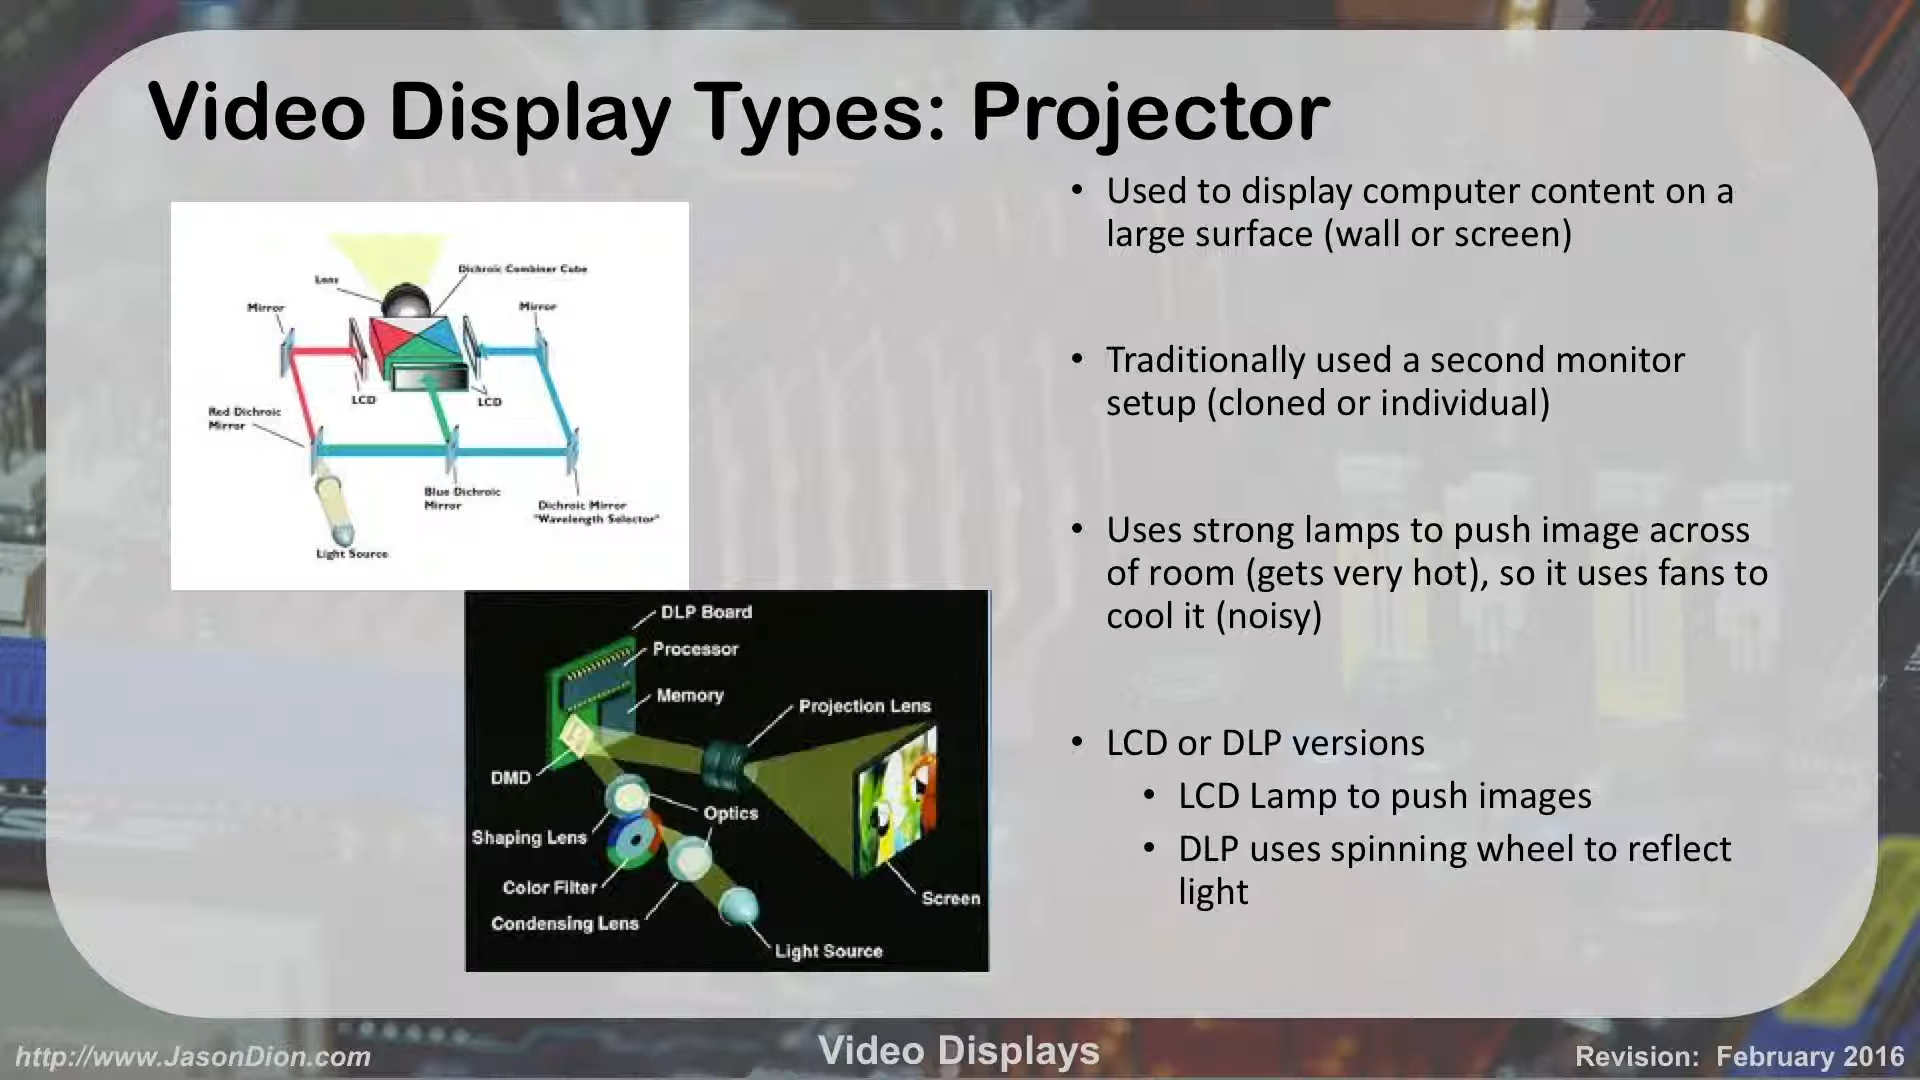 Video Display Types: Projector
Lens
Dichroic Combiner Cube
Mirror
Mirror
LCD
LCD
Red Dichroic
Mirror
Blue Dichroic
Mirror
Dichroic Mirror
"Wavelength Selector"
Light Source
DLP Board
Processor
Memory
Projection Lens
DMD
Optics
Shaping Lens
Color Filter
Condensing Lens
Screen
Light Source
• Used to display computer content on a
large surface (wall or screen)
• Traditionally used a second monitor
setup (cloned or individual)
• Uses strong lamps to push image across
of room (gets very hot), so it uses fans to
cool it (noisy)
• LCD or DLP versions
• LCD Lamp to push images
• DLP uses spinning wheel to reflect
light
http://www.JasonDion.com
Video Displays
Revision: February 2016